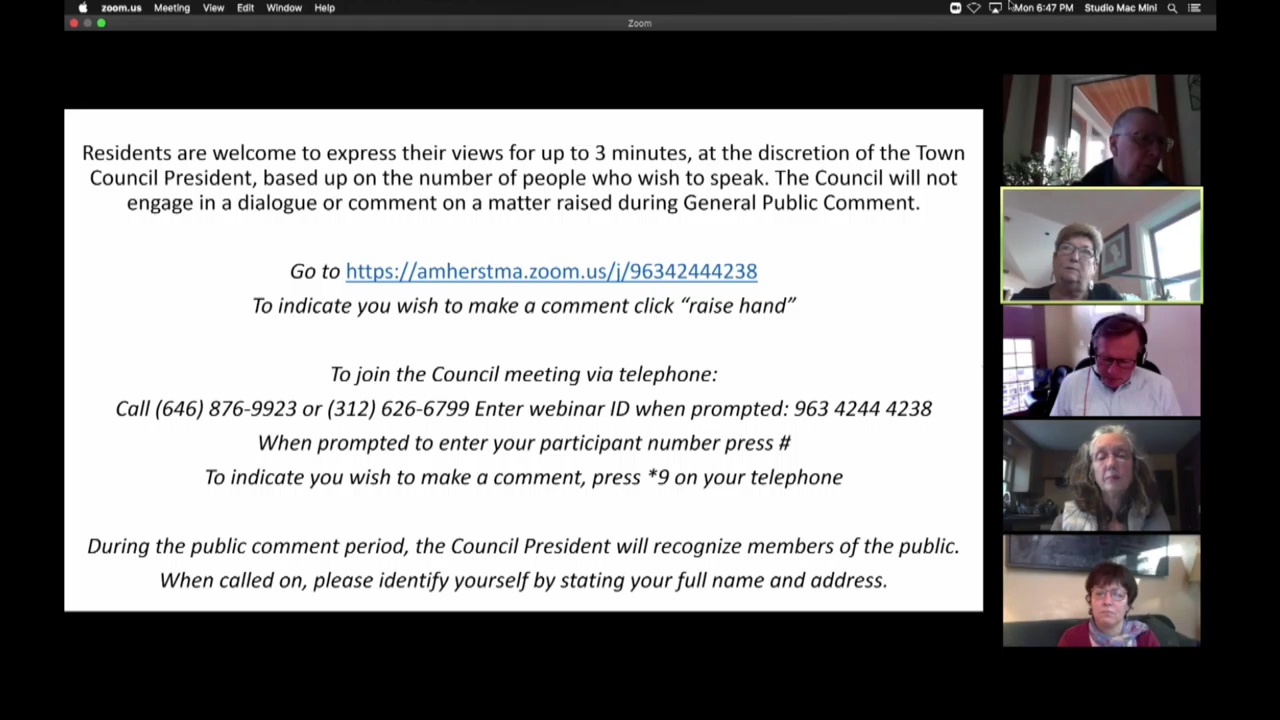 zoom.us Meeting View Edit Window Help Mon 6:47 PM Studio Mac Mini
Zoom
Residents are welcome to express their views for up to 3 minutes, at the discretion of the Town
Council President, based up on the number of people who wish to speak. The Council will not
engage in a dialogue or comment on a matter raised during General Public Comment.
Go to https://amherstma.zoom.us/j/96342444238
To indicate you wish to make a comment click “raise hand”
To join the Council meeting via telephone:
Call (646) 876-9923 or (312) 626-6799 Enter webinar ID when prompted: 963 4244 4238
When prompted to enter your participant number press #
To indicate you wish to make a comment, press *9 on your telephone
During the public comment period, the Council President will recognize members of the public.
When called on, please identify yourself by stating your full name and address.